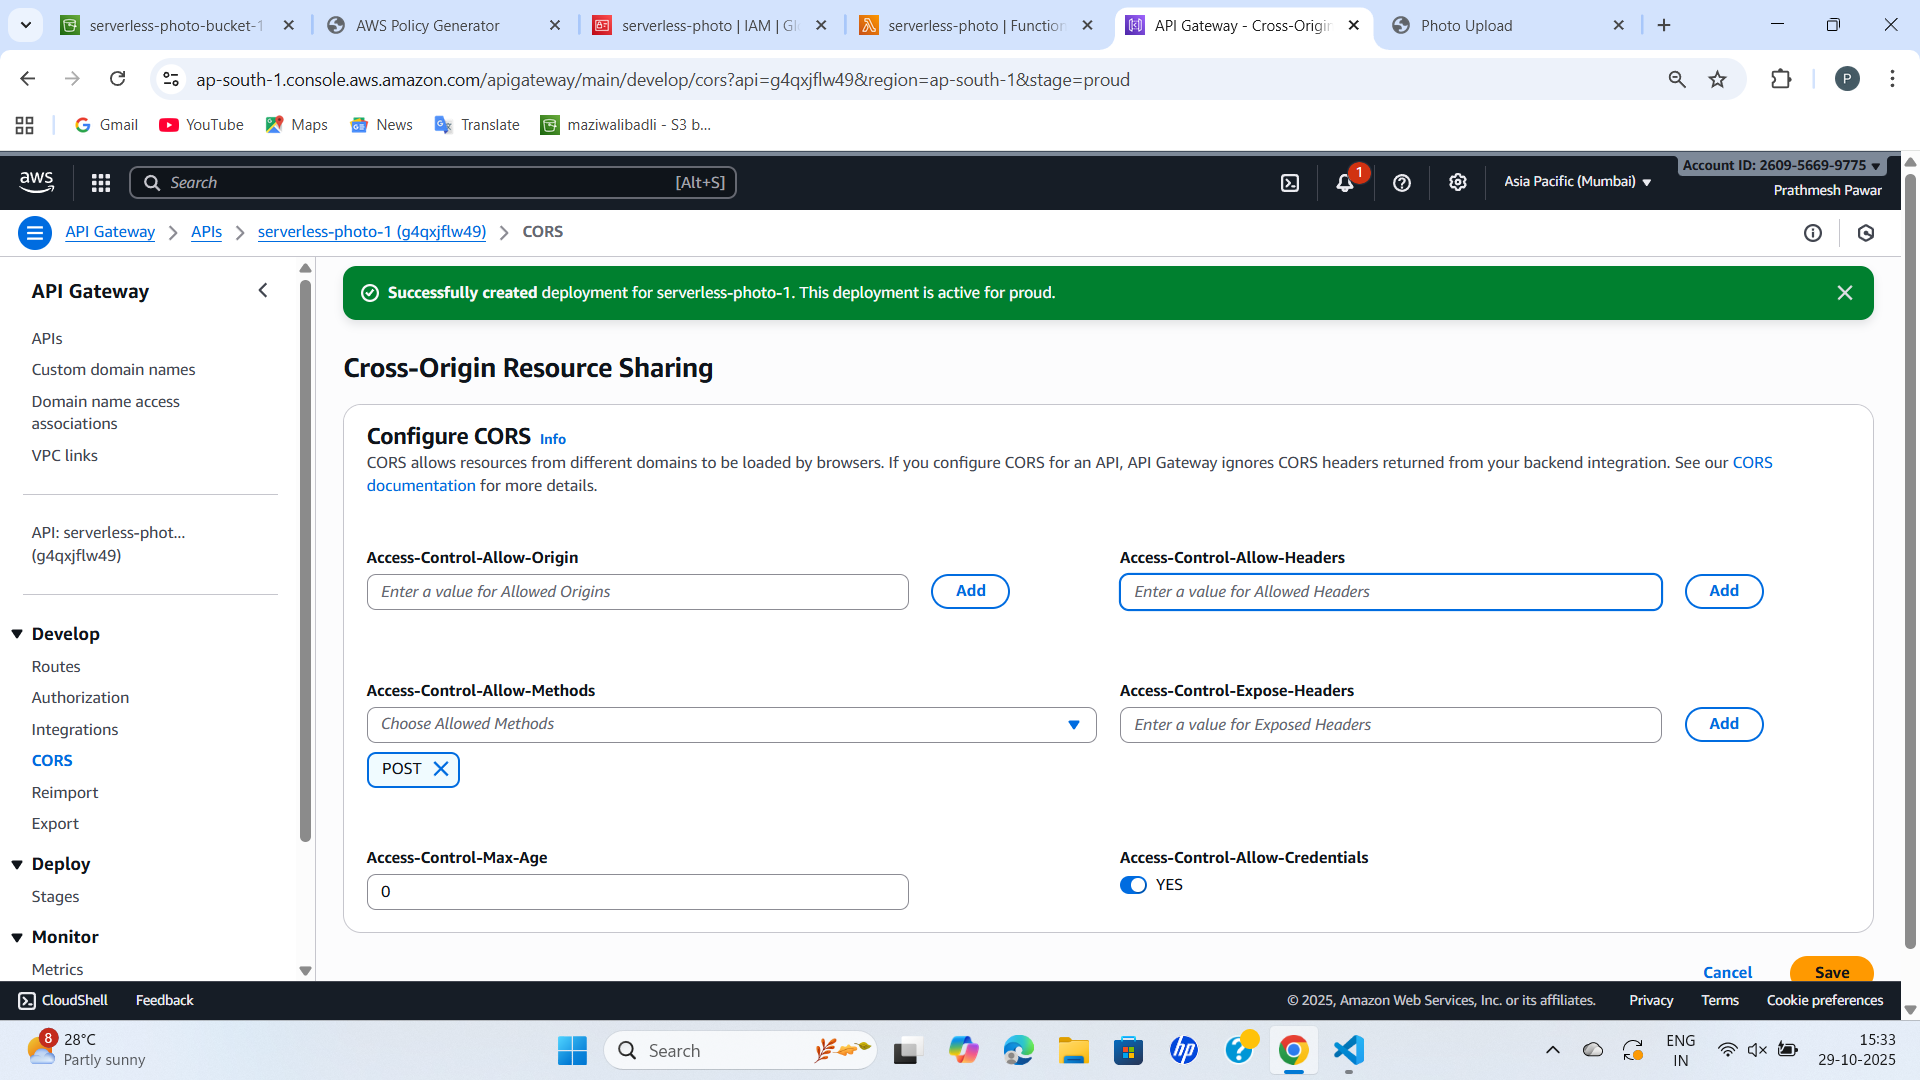 serverless-photo-bucket-1
AWS Policy Generator
serverless-photo | IAM | Gl
serverless-photo | Function
API Gateway - Cross-Origin
Photo Upload
ap-south-1.console.aws.amazon.com/apigateway/main/develop/cors?api=g4qxjflw49&region=ap-south-1&stage=proud
P
Gmail
YouTube
Maps
News
Translate
maziwalibadli - S3 b...
aws
Search
[Alt+S]
1
Asia Pacific (Mumbai)
Account ID: 2609-5669-9775
Prathmesh Pawar
API Gateway
APIs
serverless-photo-1 (g4qxjflw49)
CORS
API Gateway
APIs
Custom domain names
Domain name access
associations
VPC links
API: serverless-phot...
(g4qxjflw49)
Develop
Routes
Authorization
Integrations
CORS
Reimport
Export
Deploy
Stages
Monitor
Metrics
Successfully created deployment for serverless-photo-1. This deployment is active for proud.
Cross-Origin Resource Sharing
Configure CORS Info
CORS allows resources from different domains to be loaded by browsers. If you configure CORS for an API, API Gateway ignores CORS headers returned from your backend integration. See our CORS
documentation for more details.
Access-Control-Allow-Origin
Enter a value for Allowed Origins
Add
Access-Control-Allow-Headers
Enter a value for Allowed Headers
Add
Access-Control-Allow-Methods
Choose Allowed Methods
POST
Access-Control-Expose-Headers
Enter a value for Exposed Headers
Add
Access-Control-Max-Age
0
Access-Control-Allow-Credentials
YES
Cancel
Save
CloudShell
Feedback
© 2025, Amazon Web Services, Inc. or its affiliates.
Privacy
Terms
Cookie preferences
8
28°C
Partly sunny
Search
hp
ENG
IN
15:33
29-10-2025